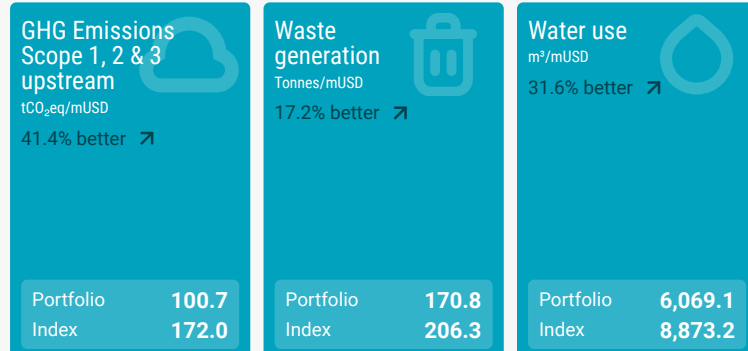 GHG Emissions
Scope 1, 2 & 3
upstream
tCO₂eq/mUSD
41.4% better
Portfolio 100.7
Index 172.0
Waste
generation
Tonnes/mUSD
17.2% better
Portfolio 170.8
Index 206.3
Water use
m³/mUSD
31.6% better
Portfolio 6,069.1
Index 8,873.2